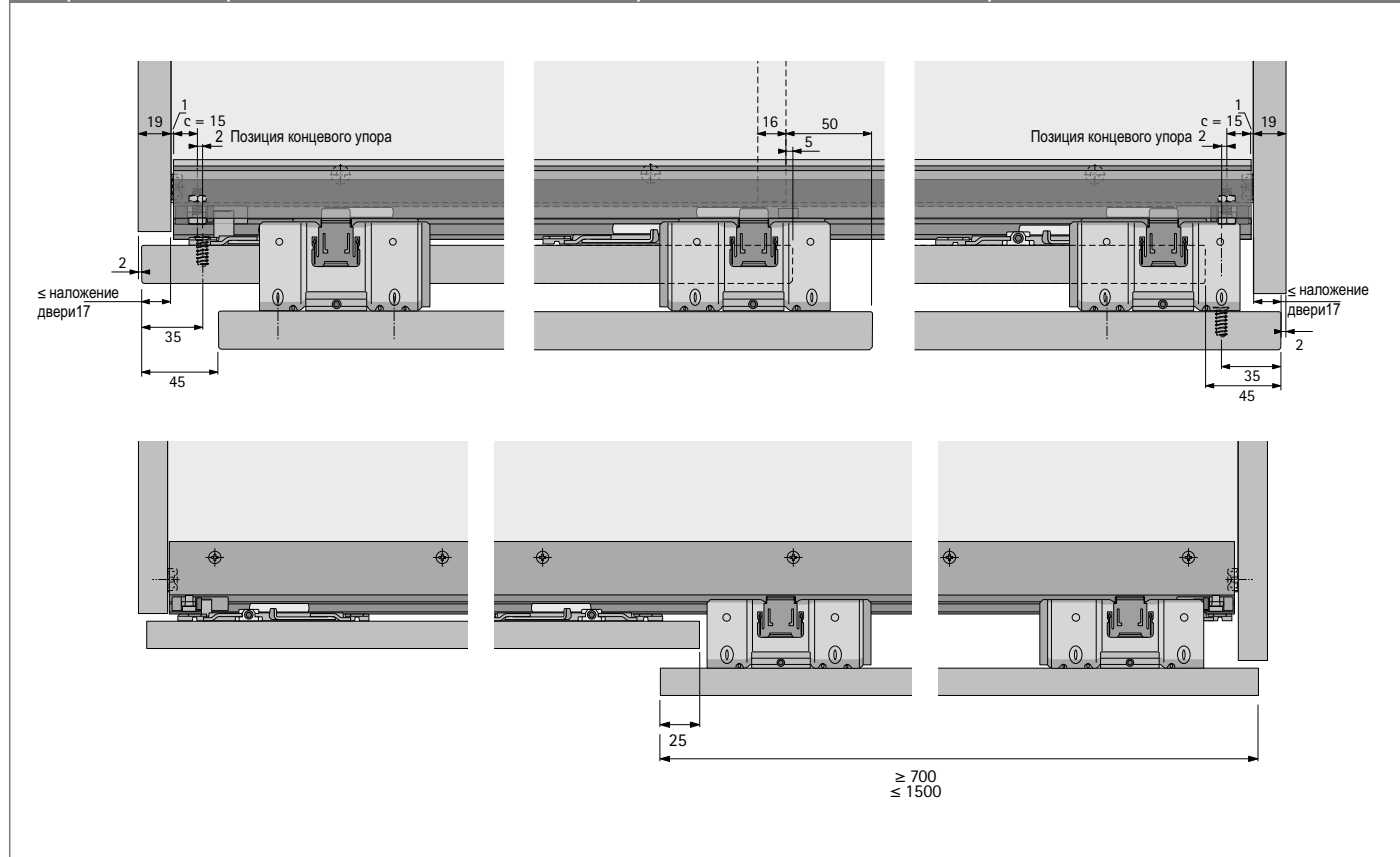 1
19
c = 15
2 Позиция концевого упора
16
50
5
1
c = 15
19
Позиция концевого упора 2
2
≤ наложение
двери17
35
45
≤ наложение
двери17
2
35
45
25
≥ 700
≤ 1500